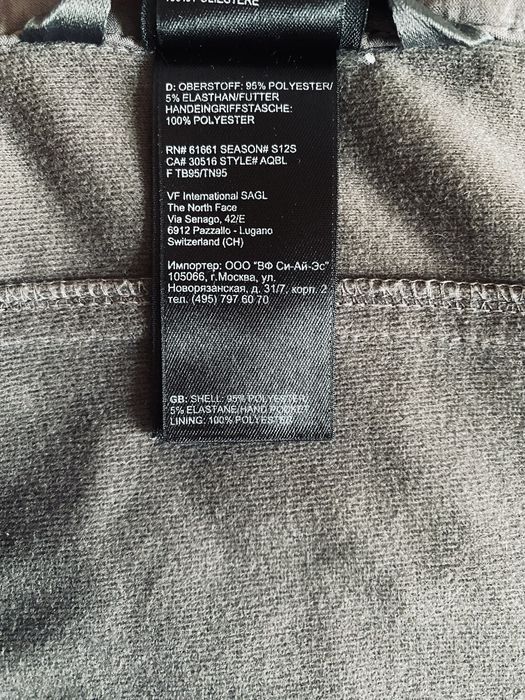 100% POLIESTERE
D: OBERSTOFF: 95% POLYESTER/
5% ELASTHAN/FUTTER
HANDEINGRIFFSTASCHE:
100% POLYESTER
RN# 61661 SEASON# S12S
CA# 30516 STYLE# AQBL
F TB95/TN95
VF International SAGL
The North Face
Via Senago, 42/E
6912 Pazzallo - Lugano
Switzerland (CH)
Импортер: ООО "ВФ Си-Ай-Эс"
105066, г.Москва, ул.
Новорязанская, д. 31/7, корп. 2
тел. (495) 797 60 70
GB: SHELL: 95% POLYESTER/
5% ELASTANE/HAND POCKET
LINING: 100% POLYESTER